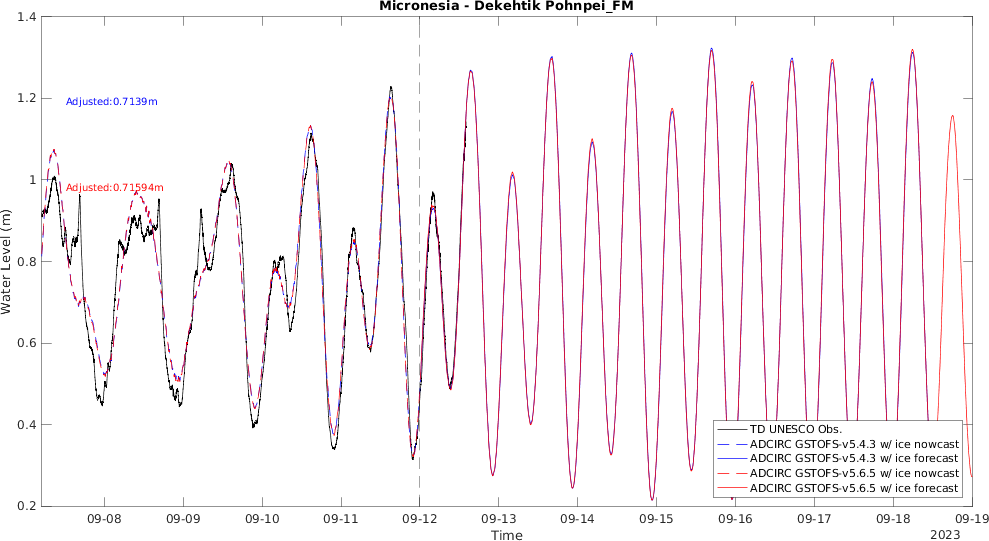 Micronesia - Dekehtik Pohnpei_FM
1.4
1.2
1
0.8
0.6
0.4
0.2
Water Level (m)
Adjusted:0.7139m
Adjusted:0.71594m
TD UNESCO Obs.
ADCIRC GSTOFS-v5.4.3 w/ ice nowcast
ADCIRC GSTOFS-v5.4.3 w/ ice forecast
ADCIRC GSTOFS-v5.6.5 w/ ice nowcast
ADCIRC GSTOFS-v5.6.5 w/ ice forecast
09-08 09-09 09-10 09-11 09-12 09-13 09-14 09-15 09-16 09-17 09-18 09-19
Time
2023